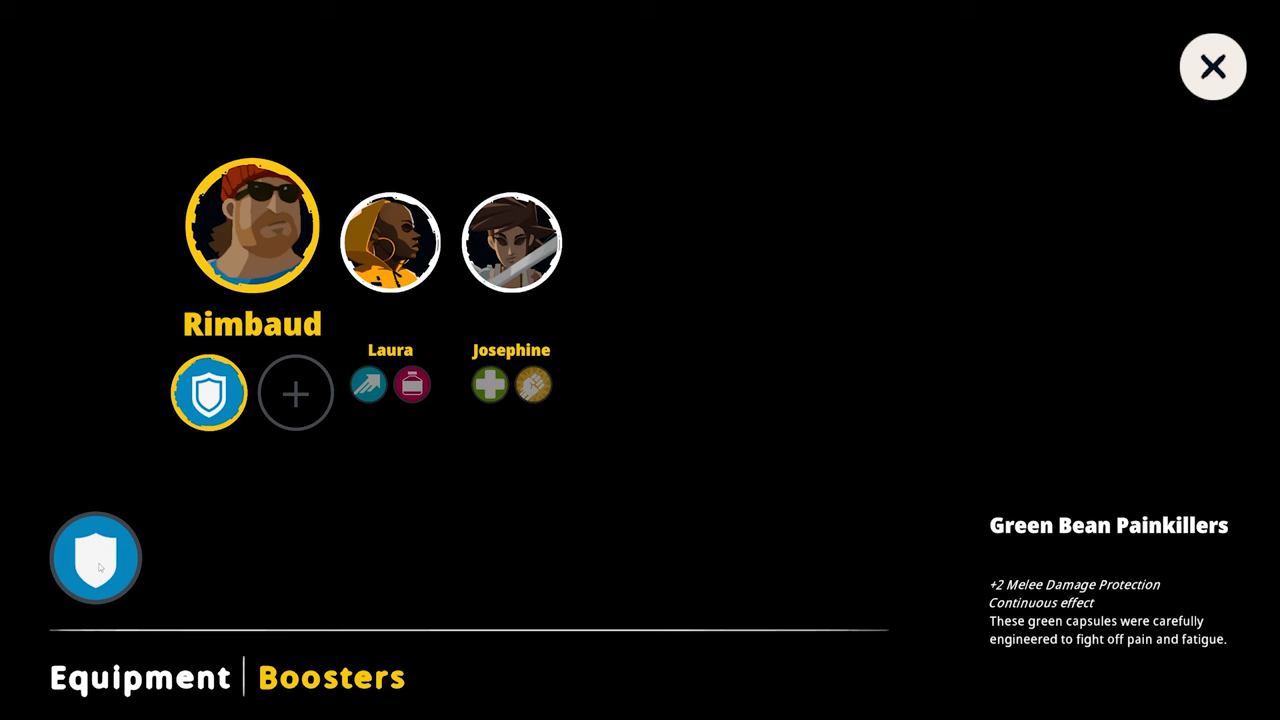 Rimbaud
Laura
Josephine
Green Bean Painkillers
+2 Melee Damage Protection
Continuous effect
These green capsules were carefully
engineered to fight off pain and fatigue.
Equipment | Boosters